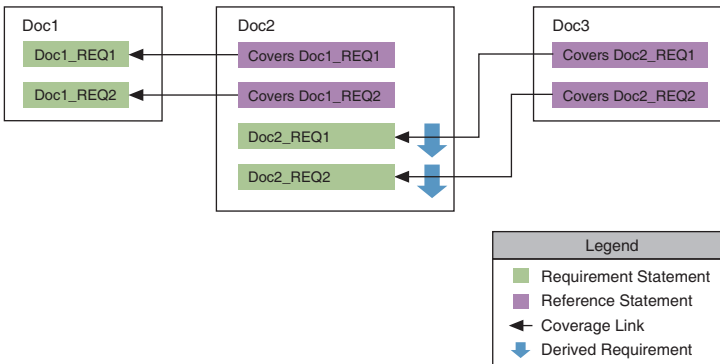 Doc1
Doc1_REQ1
Doc1_REQ2
Doc2
Covers Doc1_REQ1
Covers Doc1_REQ2
Doc2_REQ1
Doc2_REQ2
Doc3
Covers Doc2_REQ1
Covers Doc2_REQ2
Legend
Requirement Statement
Reference Statement
Coverage Link
Derived Requirement